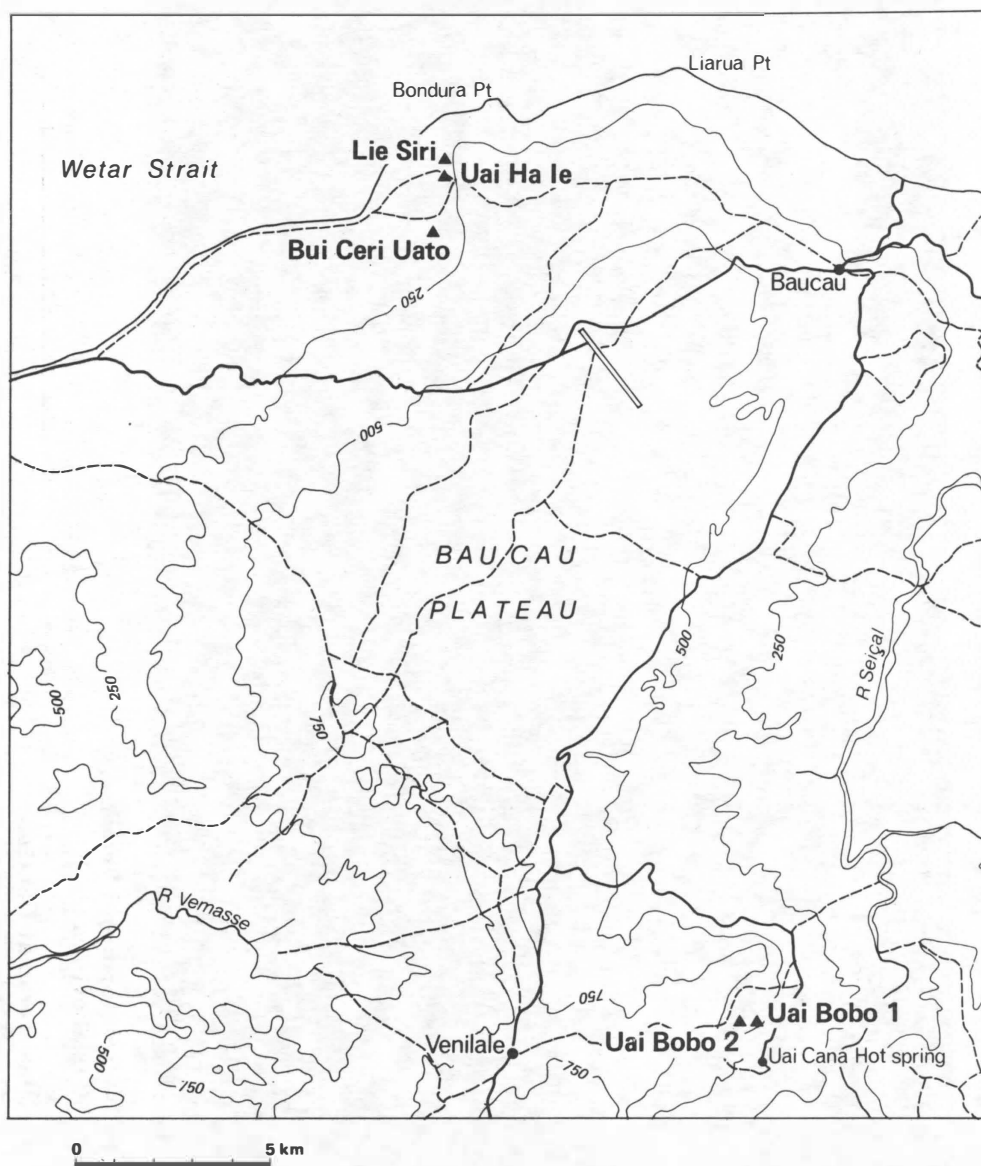 Liarua Pt
Bondura Pt
Lie Siri
Wetar Strait
Uai Ha le
Bui Ceri Uato
Baucau
250
500
BAUCAU
PLATEAU
500
250
R Seiçal
500
250
750
R Vemasse
750
Uai Bobo 1
Uai Bobo 2
Venilale
Uai Cana Hot spring
500
750
750
0 5 km